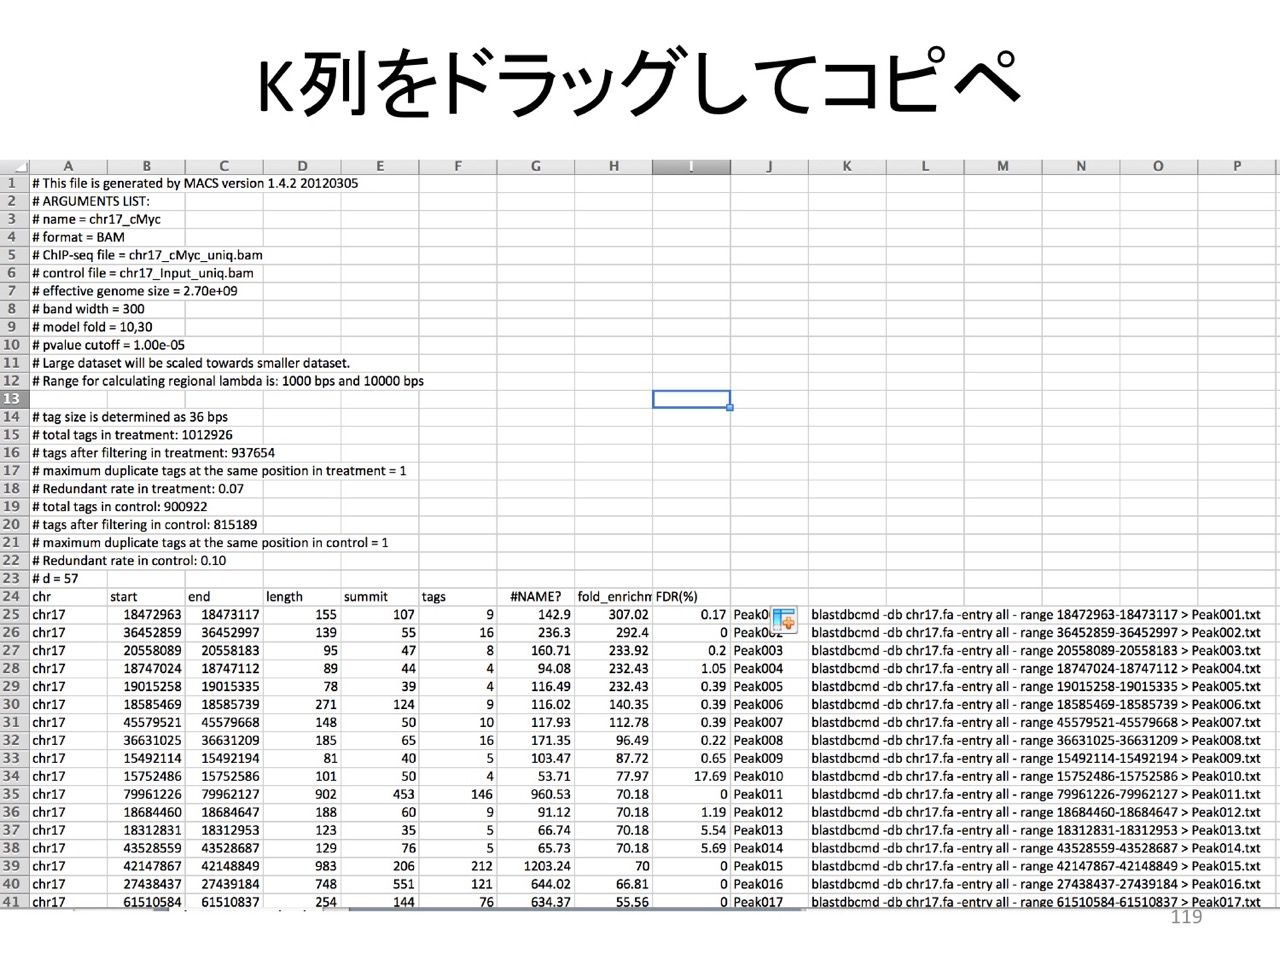 K列をドラッグしてコピペ
A B C D E F G H I J K L M N O P
1 # This file is generated by MACS version 1.4.2 20120305
2 # ARGUMENTS LIST:
3 # name = chr17_cMyc
4 # format = BAM
5 # ChIP-seq file = chr17_cMyc_uniq.bam
6 # control file = chr17_Input_uniq.bam
7 # effective genome size = 2.70e+09
8 # band width = 300
9 # model fold = 10,30
10 # pvalue cutoff = 1.00e-05
11 # Large dataset will be scaled towards smaller dataset.
12 # Range for calculating regional lambda is: 1000 bps and 10000 bps
13
14 # tag size is determined as 36 bps
15 # total tags in treatment: 1012926
16 # tags after filtering in treatment: 937654
17 # maximum duplicate tags at the same position in treatment = 1
18 # Redundant rate in treatment: 0.07
19 # total tags in control: 900922
20 # tags after filtering in control: 815189
21 # maximum duplicate tags at the same position in control = 1
22 # Redundant rate in control: 0.10
23 # d = 57
24 chr start end length summit tags #NAME? fold_enrichm FDR(%)
25 chr17 18472963 18473117 155 107 9 142.9 307.02 0.17 Peak0 blastdbcmd -db chr17.fa -entry all - range 18472963-18473117 > Peak001.txt
26 chr17 36452859 36452997 139 55 16 236.3 292.4 0 Peak002 blastdbcmd -db chr17.fa -entry all - range 36452859-36452997 > Peak002.txt
27 chr17 20558089 20558183 95 47 8 160.71 233.92 0.2 Peak003 blastdbcmd -db chr17.fa -entry all - range 20558089-20558183 > Peak003.txt
28 chr17 18747024 18747112 89 44 4 94.08 232.43 1.05 Peak004 blastdbcmd -db chr17.fa -entry all - range 18747024-18747112 > Peak004.txt
29 chr17 19015258 19015335 78 39 4 116.49 232.43 0.39 Peak005 blastdbcmd -db chr17.fa -entry all - range 19015258-19015335 > Peak005.txt
30 chr17 18585469 18585739 271 124 9 116.02 140.35 0.39 Peak006 blastdbcmd -db chr17.fa -entry all - range 18585469-18585739 > Peak006.txt
31 chr17 45579521 45579668 148 50 10 117.93 112.78 0.39 Peak007 blastdbcmd -db chr17.fa -entry all - range 45579521-45579668 > Peak007.txt
32 chr17 36631025 36631209 185 65 16 171.35 96.49 0.22 Peak008 blastdbcmd -db chr17.fa -entry all - range 36631025-36631209 > Peak008.txt
33 chr17 15492114 15492194 81 40 5 103.47 87.72 0.65 Peak009 blastdbcmd -db chr17.fa -entry all - range 15492114-15492194 > Peak009.txt
34 chr17 15752486 15752586 101 50 4 53.71 77.97 17.69 Peak010 blastdbcmd -db chr17.fa -entry all - range 15752486-15752586 > Peak010.txt
35 chr17 79961226 79962127 902 453 146 960.53 70.18 0 Peak011 blastdbcmd -db chr17.fa -entry all - range 79961226-79962127 > Peak011.txt
36 chr17 18684460 18684647 188 60 9 91.12 70.18 1.19 Peak012 blastdbcmd -db chr17.fa -entry all - range 18684460-18684647 > Peak012.txt
37 chr17 18312831 18312953 123 35 5 66.74 70.18 5.54 Peak013 blastdbcmd -db chr17.fa -entry all - range 18312831-18312953 > Peak013.txt
38 chr17 43528559 43528687 129 76 5 65.73 70.18 5.69 Peak014 blastdbcmd -db chr17.fa -entry all - range 43528559-43528687 > Peak014.txt
39 chr17 42147867 42148849 983 206 212 1203.24 70 0 Peak015 blastdbcmd -db chr17.fa -entry all - range 42147867-42148849 > Peak015.txt
40 chr17 27438437 27439184 748 551 121 644.02 66.81 0 Peak016 blastdbcmd -db chr17.fa -entry all - range 27438437-27439184 > Peak016.txt
41 chr17 61510584 61510837 254 144 76 634.37 55.56 0 Peak017 blastdbcmd -db chr17.fa -entry all - range 61510584-61510837 > Peak017.txt
119